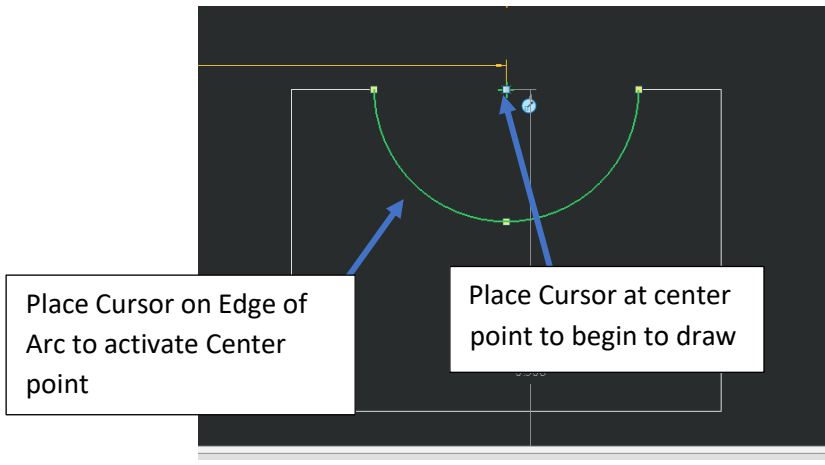 Place Cursor on Edge of
Arc to activate Center
point
Place Cursor at center
point to begin to draw